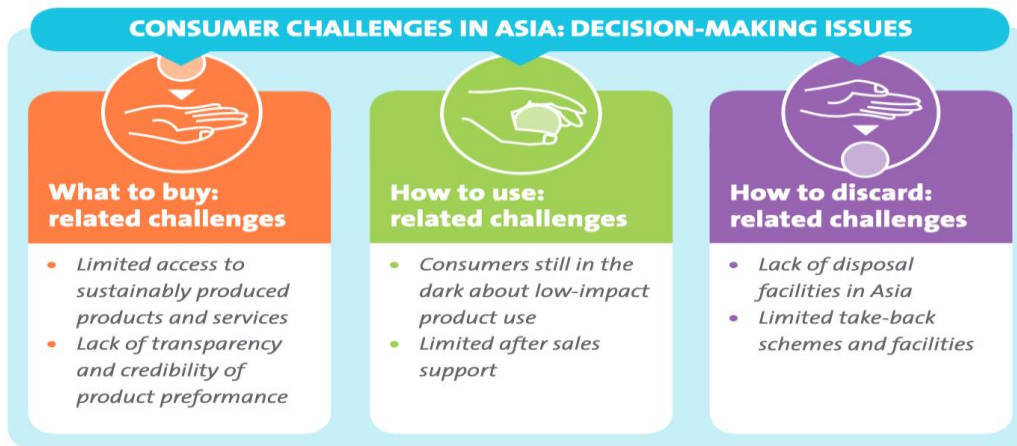 CONSUMER CHALLENGES IN ASIA: DECISION-MAKING ISSUES
What to buy:
related challenges
• Limited access to
sustainably produced
products and services
• Lack of transparency
and credibility of
product preformance
How to use:
related challenges
• Consumers still in the
dark about low-impact
product use
• Limited after sales
support
How to discard:
related challenges
• Lack of disposal
facilities in Asia
• Limited take-back
schemes and facilities